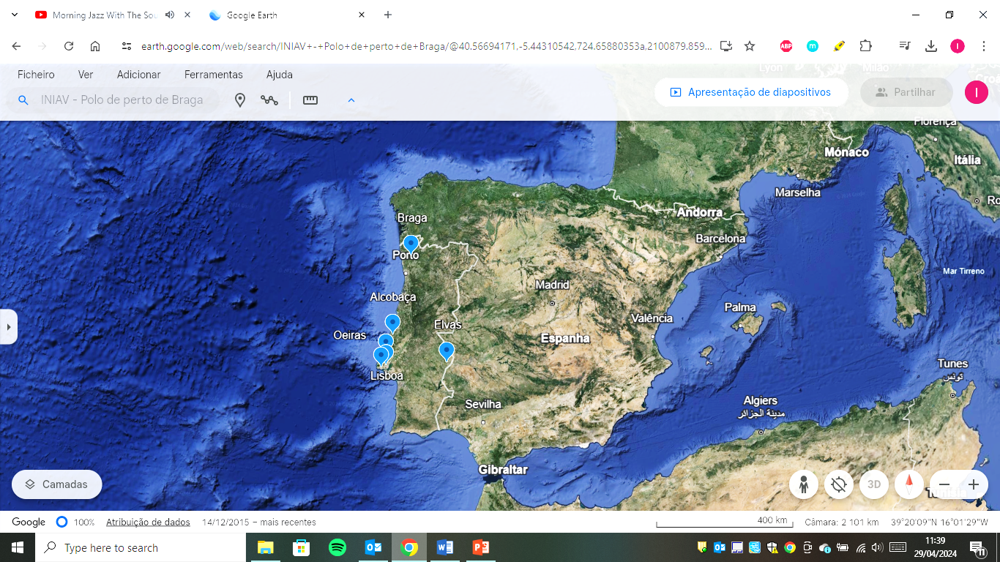 Morning Jazz With The Sou
Google Earth
earth.google.com/web/search/INIAV+-+Polo+de+perto+de+Braga/@40.56694171,-5.44310542,724.65880353a,2100879.859...
ABP
m
I
Ficheiro Ver Adicionar Ferramentas Ajuda
INIAV - Polo de perto de Braga
Apresentação de diapositivos
Partilhar
I
Lyon
Milão
Croá
Florença
Mónaco
Itália
Marselha
Andorra
Ro
Braga
Barcelona
Porto
Mar Tirreno
Madrid
Alcobaça
Palma
Elvas
Valência
Oeiras
Espanha
Tunes
تونس
Lisboa
Sevilha
Algiers
مدينة الجزائر
Gibraltar
Camadas
3D
Tunísia
Google 100% Atribuição de dados 14/12/2015 – mais recentes
400 km Câmara: 2 101 km 39°20'09"N 16°01'29"W
Type here to search
11:39
29/04/2024
11